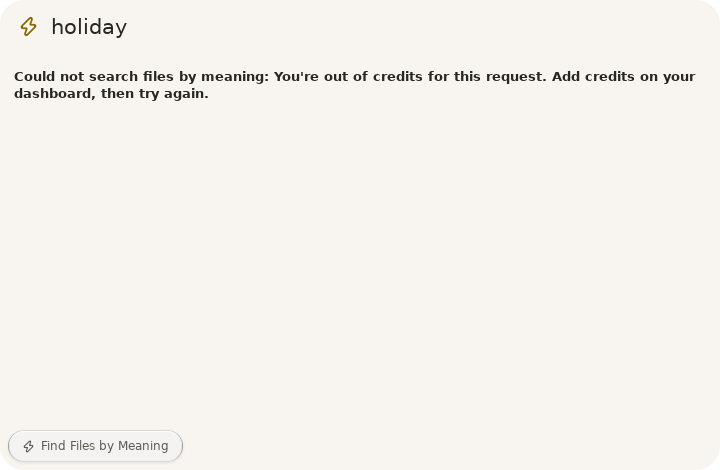 holiday
Could not search files by meaning: You're out of credits for this request. Add credits on your
dashboard, then try again.
Find Files by Meaning